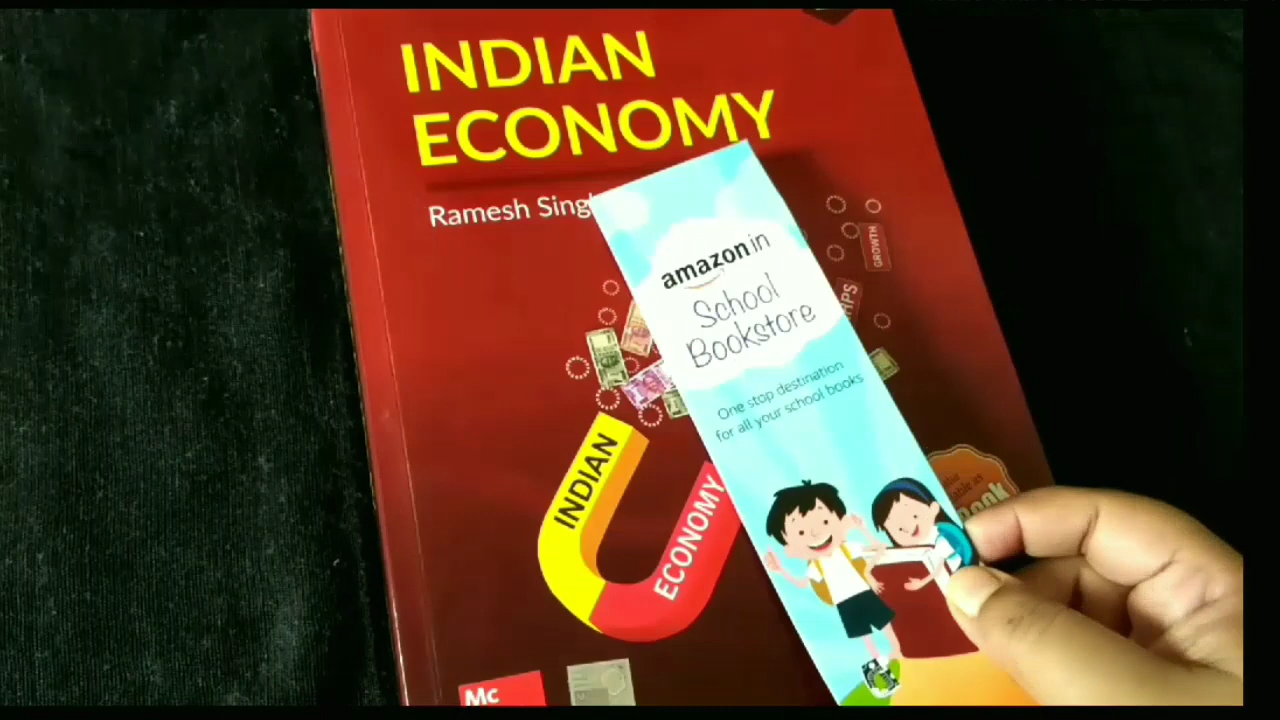 INDIAN
ECONOMY
Ramesh Sing
amazon.in
School
Bookstore
One stop destination
for all your school books
GROWTH
INDIAN
ECONOMY
Mc